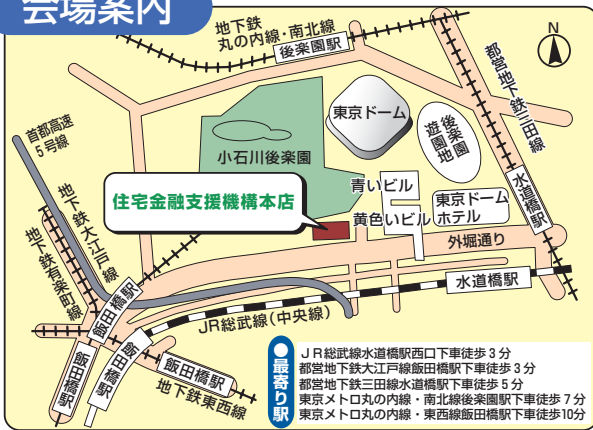 会場案内
N
地下鉄
丸の内線・南北線
後楽園駅
都営地下鉄三田線
首都高速
5号線
東京ドーム
後楽園
遊園地
小石川後楽園
地下鉄大江戸線
地下鉄有楽町線
住宅金融支援機構本店
青いビル
黄色いビル
東京ドーム
ホテル
水道橋駅
外堀通り
水道橋駅
JR総武線(中央線)
飯田橋駅
飯田橋駅
飯田橋駅
飯田橋駅
地下鉄東西線
●最寄り駅
JR総武線水道橋駅西口下車徒歩3分
都営地下鉄大江戸線飯田橋駅下車徒歩3分
都営地下鉄三田線水道橋駅下車徒歩5分
東京メトロ丸の内線・南北線後楽園駅下車徒歩7分
東京メトロ丸の内線・東西線飯田橋駅下車徒歩10分